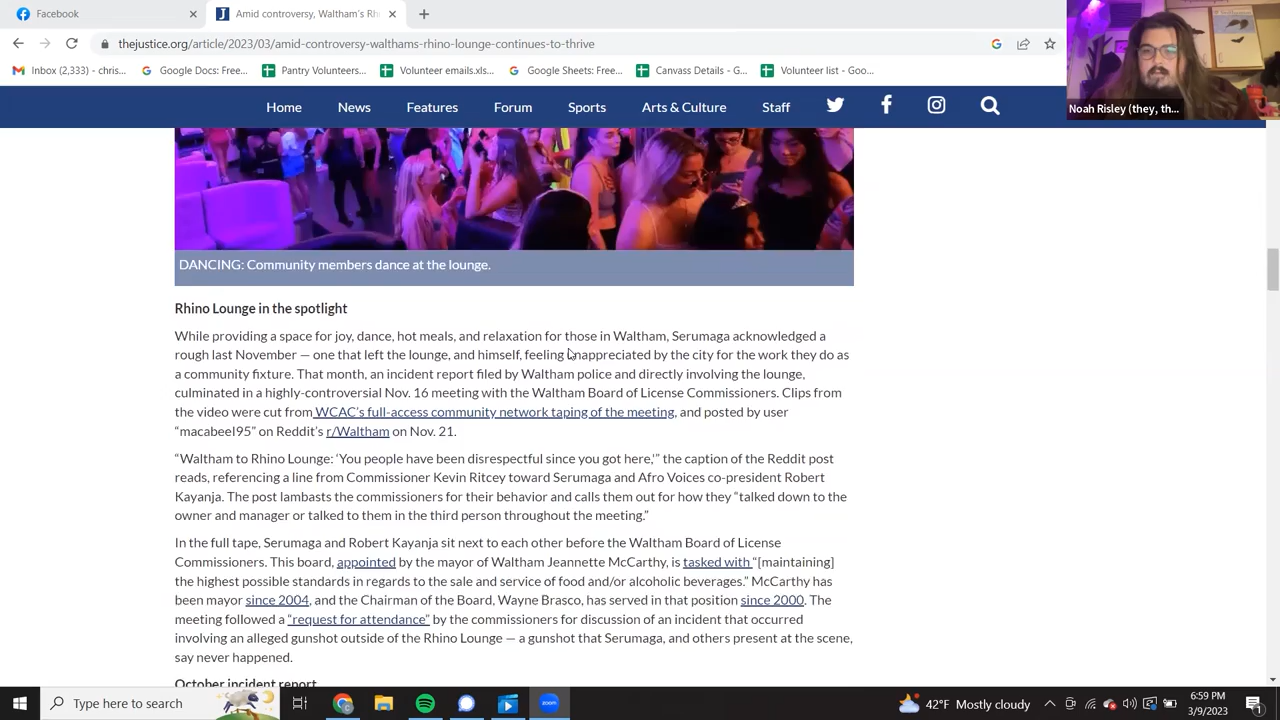 Facebook
Amid controversy, Waltham's Rh
thejustice.org/article/2023/03/amid-controversy-walthams-rhino-lounge-continues-to-thrive
Inbox (2,333) - chris...
Google Docs: Free...
Pantry Volunteers...
Volunteer emails.xls...
Google Sheets: Free...
Canvass Details - G...
Volunteer list - Goo...
Home News Features Forum Sports Arts & Culture Staff
Noah Risley (they, th...
DANCING: Community members dance at the lounge.
Rhino Lounge in the spotlight
While providing a space for joy, dance, hot meals, and relaxation for those in Waltham, Serumaga acknowledged a
rough last November — one that left the lounge, and himself, feeling unappreciated by the city for the work they do as
a community fixture. That month, an incident report filed by Waltham police and directly involving the lounge,
culminated in a highly-controversial Nov. 16 meeting with the Waltham Board of License Commissioners. Clips from
the video were cut from WCAC's full-access community network taping of the meeting, and posted by user
“macabeel95” on Reddit's r/Waltham on Nov. 21.
“Waltham to Rhino Lounge: ‘You people have been disrespectful since you got here,’” the caption of the Reddit post
reads, referencing a line from Commissioner Kevin Ritcey toward Serumaga and Afro Voices co-president Robert
Kayanja. The post lambasts the commissioners for their behavior and calls them out for how they “talked down to the
owner and manager or talked to them in the third person throughout the meeting.”
In the full tape, Serumaga and Robert Kayanja sit next to each other before the Waltham Board of License
Commissioners. This board, appointed by the mayor of Waltham Jeannette McCarthy, is tasked with “[maintaining]
the highest possible standards in regards to the sale and service of food and/or alcoholic beverages.” McCarthy has
been mayor since 2004, and the Chairman of the Board, Wayne Brasco, has served in that position since 2000. The
meeting followed a “request for attendance” by the commissioners for discussion of an incident that occurred
involving an alleged gunshot outside of the Rhino Lounge — a gunshot that Serumaga, and others present at the scene,
say never happened.
October incident report
Type here to search
zoom
42°F Mostly cloudy
6:59 PM
3/9/2023
1